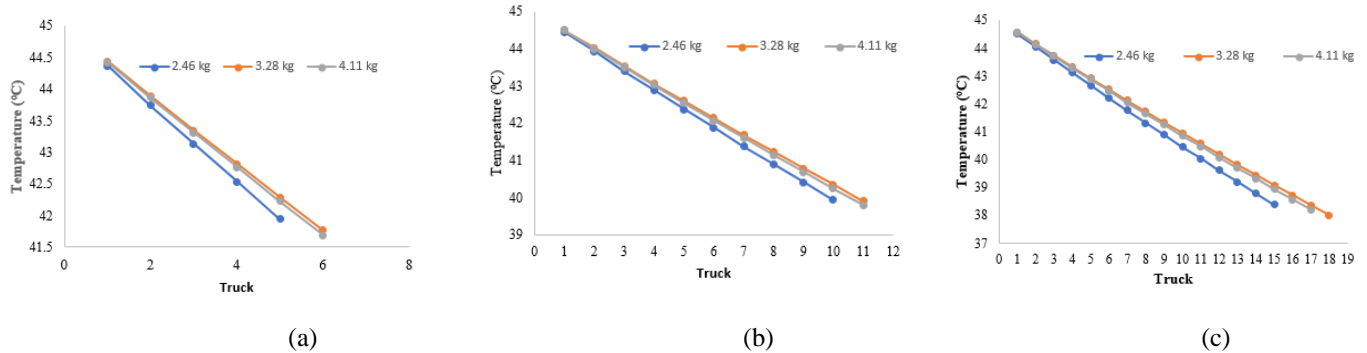 45
44.5
44
43.5
43
42.5
42
41.5
0
2
4
6
8
Temperature (°C)
Truck
2.46 kg
3.28 kg
4.11 kg
(a)
45
44
43
42
41
40
39
0 1 2 3 4 5 6 7 8 9 10 11 12
Temperature (°C)
Truck
2.46 kg
3.28 kg
4.11 kg
(b)
45
44
43
42
41
40
39
38
37
0 1 2 3 4 5 6 7 8 9 10 11 12 13 14 15 16 17 18 19
Temperature (°C)
Truck
2.46 kg
3.28 kg
4.11 kg
(c)